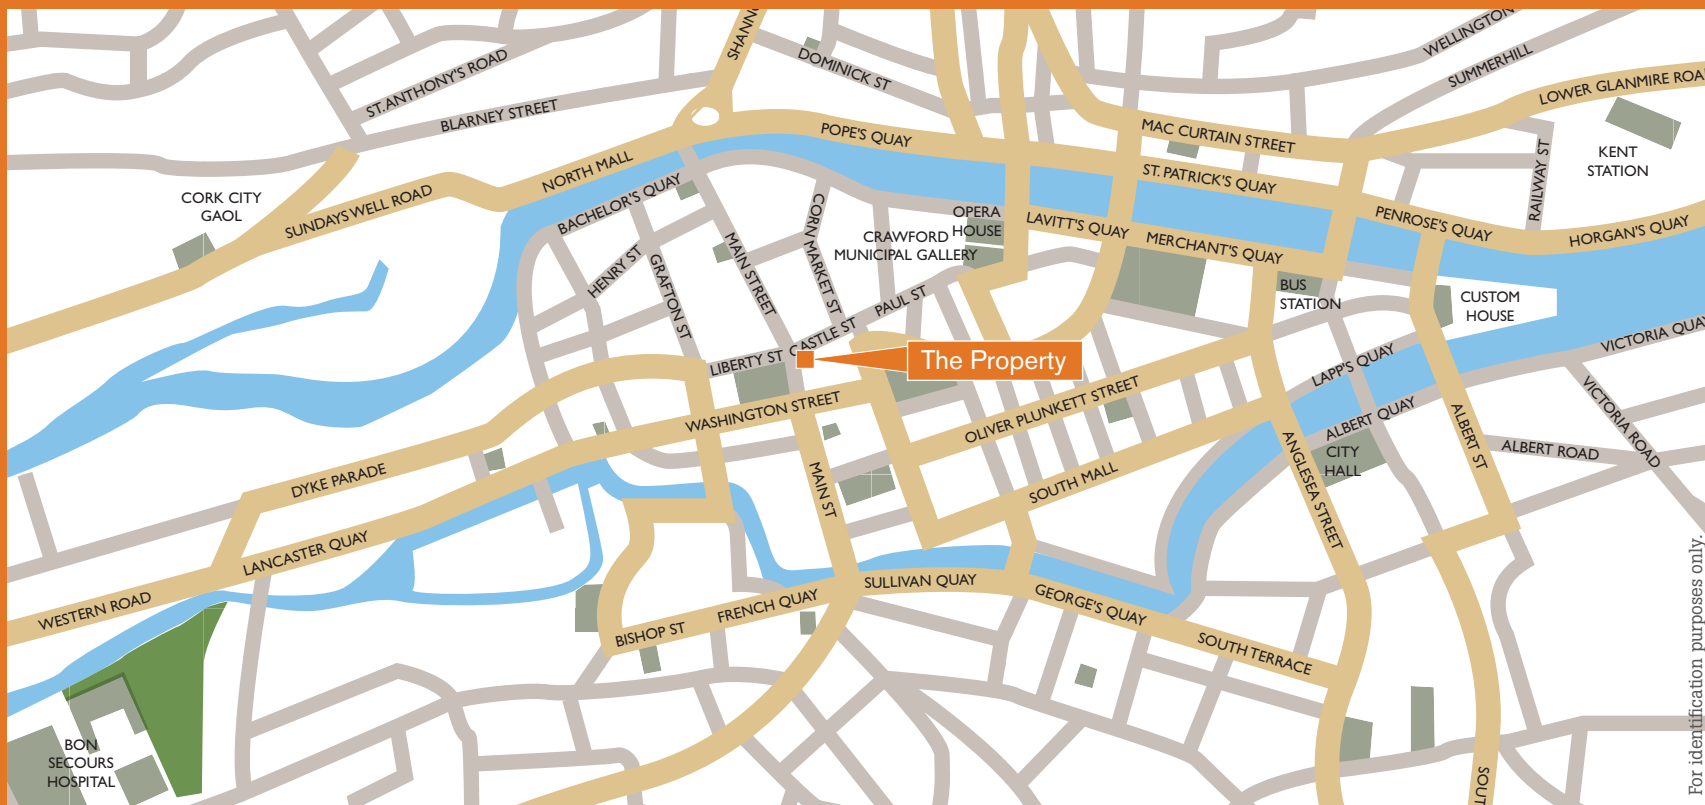 SHANN
DOMINICK ST
WELLINGTON
SUMMERHILL
LOWER GLANMIRE ROA
ST. ANTHONY'S ROAD
BLARNEY STREET
POPE'S QUAY
MAC CURTAIN STREET
KENT
STATION
NORTH MALL
ST. PATRICK'S QUAY
RAILWAY ST
CORK CITY
GAOL
SUNDAYS WELL ROAD
BACHELOR'S QUAY
CORN MARKET ST
OPERA
HOUSE
LAVITT'S QUAY
MERCHANT'S QUAY
PENROSE'S QUAY
HORGAN'S QUAY
CRAWFORD
MUNICIPAL GALLERY
HENRY ST
GRAFTON ST
MAIN STREET
PAUL ST
BUS
STATION
CUSTOM
HOUSE
VICTORIA QUAY
LIBERTY ST
CASTLE ST
The Property
LAPP'S QUAY
WASHINGTON STREET
OLIVER PLUNKETT STREET
ALBERT QUAY
VICTORIA ROAD
CITY
HALL
ALBERT ST
ALBERT ROAD
DYKE PARADE
MAIN ST
SOUTH MALL
ANGLESEA STREET
LANCASTER QUAY
WESTERN ROAD
SULLIVAN QUAY
FRENCH QUAY
GEORGE'S QUAY
BISHOP ST
SOUTH TERRACE
BON
SECOURS
HOSPITAL
SOUT
For identification purposes only.